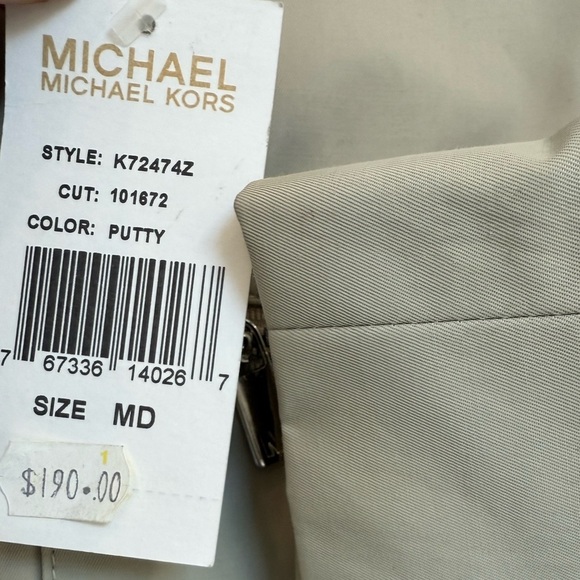 MICHAEL
MICHAEL KORS
STYLE: K72474Z
CUT: 101672
COLOR: PUTTY
7 67336 14026 7
SIZE MD
1
$190.00